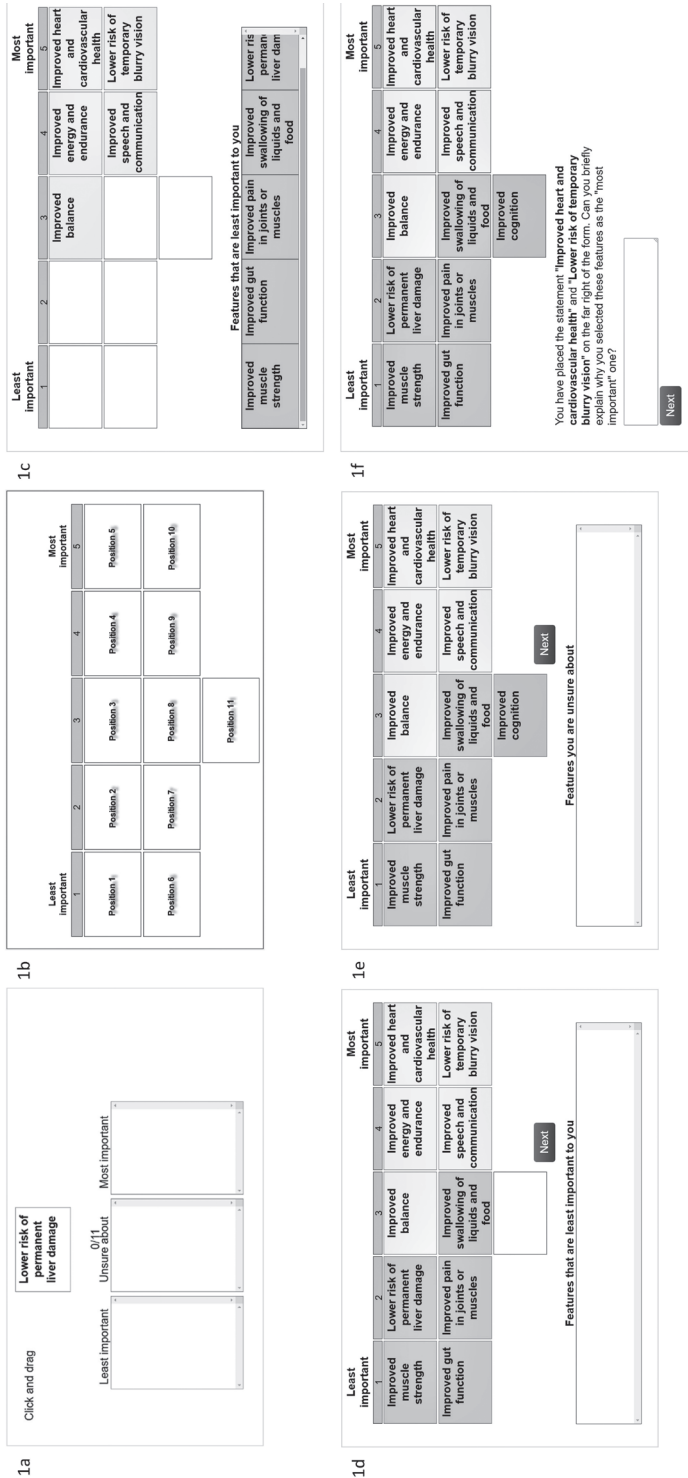 1a
Click and drag
Lower risk of
permanent
liver damage
0/11
Least important
Unsure about
Most important
1b
Least
important
Most
important
1 2 3 4 5
Position 1 Position 2 Position 3 Position 4 Position 5
Position 6 Position 7 Position 8 Position 9 Position 10
Position 11
1c
Least
important
Most
important
1 2 3 4 5
Improved
balance
Improved
energy and
endurance
Improved heart
and
cardiovascular
health
Improved
speech and
communication
Lower risk of
temporary
blurry vision
Features that are least important to you
Improved
muscle
strength
Improved gut
function
Improved pain
in joints or
muscles
Improved
swallowing of
liquids and
food
Lower ris
perman
liver dam
1d
Least
important
Most
important
1 2 3 4 5
Improved
muscle
strength
Lower risk of
permanent
liver damage
Improved
balance
Improved
energy and
endurance
Improved heart
and
cardiovascular
health
Improved gut
function
Improved pain
in joints or
muscles
Improved
swallowing of
liquids and
food
Improved
speech and
communication
Lower risk of
temporary
blurry vision
Next
Features that are least important to you
1e
Least
important
Most
important
1 2 3 4 5
Improved
muscle
strength
Lower risk of
permanent
liver damage
Improved
balance
Improved
energy and
endurance
Improved heart
and
cardiovascular
health
Improved gut
function
Improved pain
in joints or
muscles
Improved
swallowing of
liquids and
food
Improved
speech and
communication
Lower risk of
temporary
blurry vision
Improved
cognition
Next
Features you are unsure about
1f
Least
important
Most
important
1 2 3 4 5
Improved
muscle
strength
Lower risk of
permanent
liver damage
Improved
balance
Improved
energy and
endurance
Improved heart
and
cardiovascular
health
Improved gut
function
Improved pain
in joints or
muscles
Improved
swallowing of
liquids and
food
Improved
speech and
communication
Lower risk of
temporary
blurry vision
Improved
cognition
You have placed the statement "Improved heart and
cardiovascular health" and "Lower risk of temporary
blurry vision" on the far right of the form. Can you briefly
explain why you selected these features as the "most
important" one?
Next